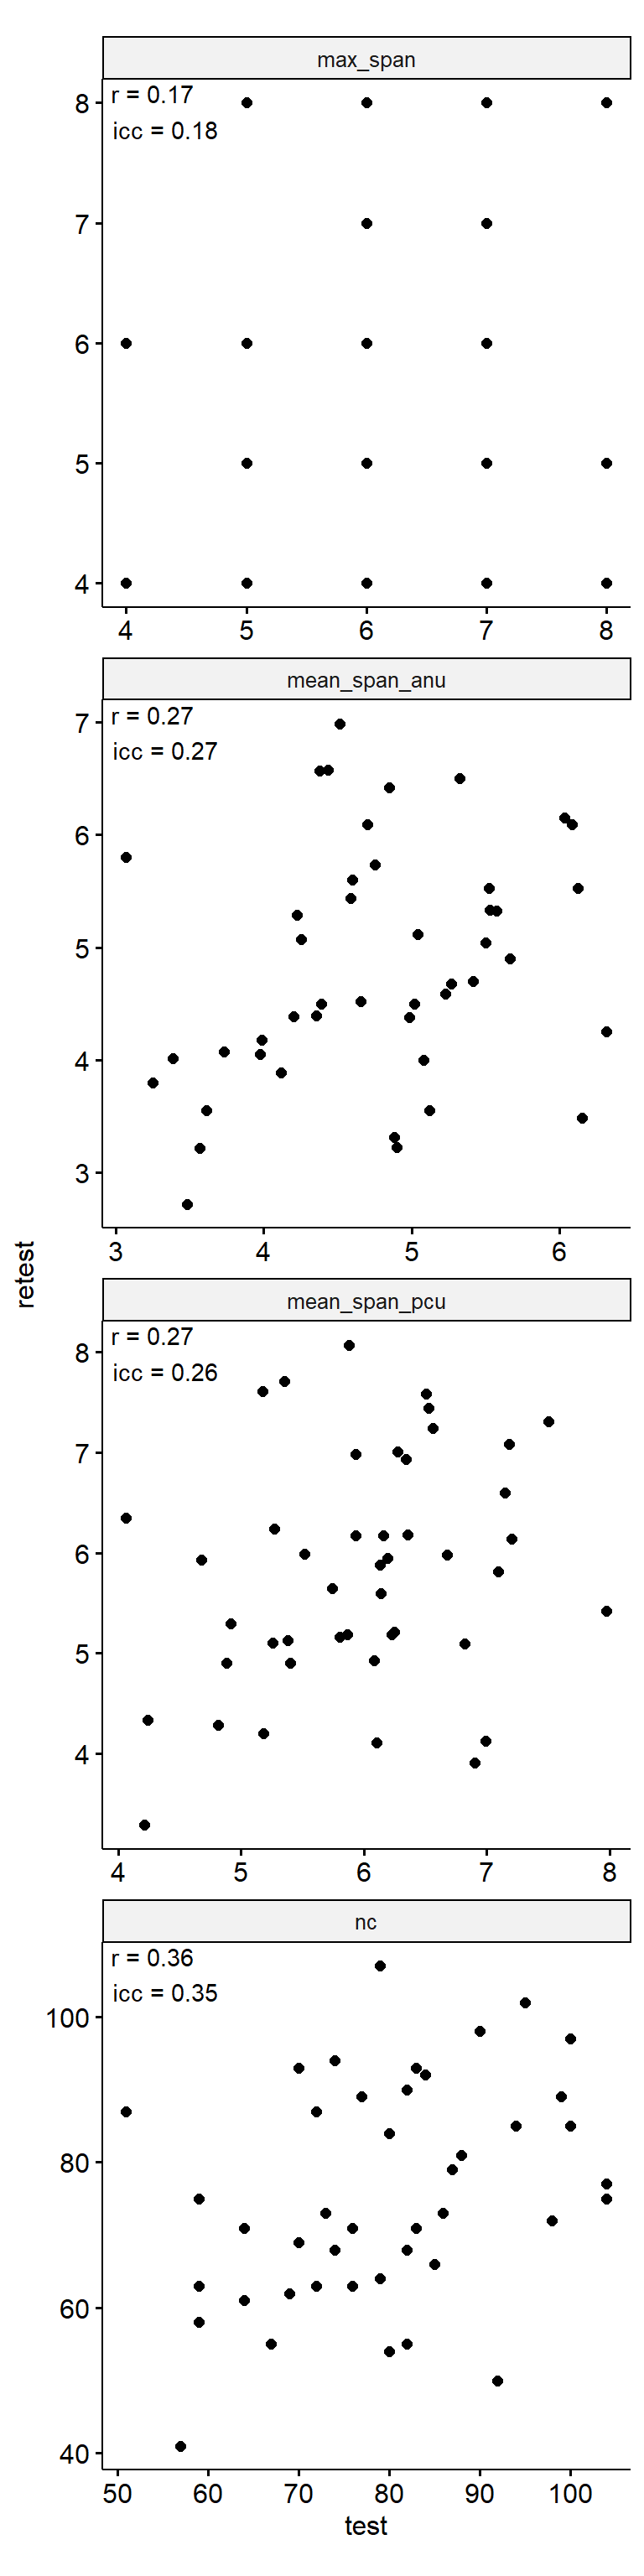 max_span
r = 0.17
icc = 0.18
8
7
6
5
4
4 5 6 7 8
mean_span_anu
r = 0.27
icc = 0.27
7
6
5
4
3
3 4 5 6
retest
mean_span_pcu
r = 0.27
icc = 0.26
8
7
6
5
4
4 5 6 7 8
nc
r = 0.36
icc = 0.35
100
80
60
40
50 60 70 80 90 100
test